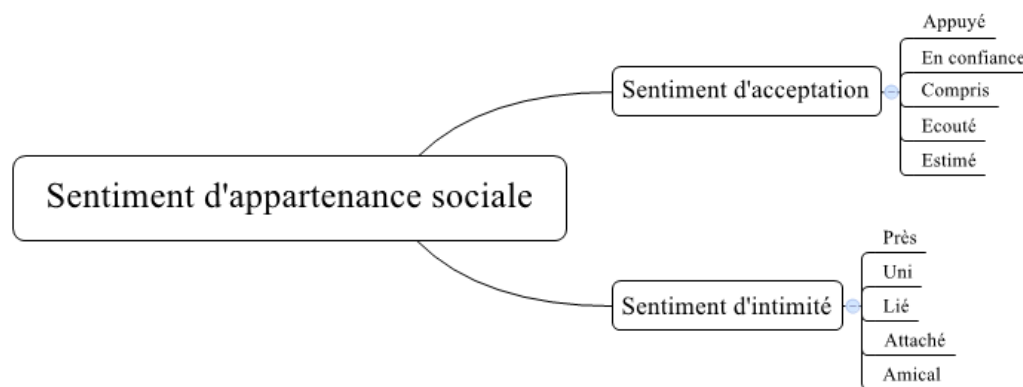 Sentiment d'appartenance sociale
Sentiment d'acceptation
Appuyé
En confiance
Compris
Ecouté
Estimé
Sentiment d'intimité
Près
Uni
Lié
Attaché
Amical